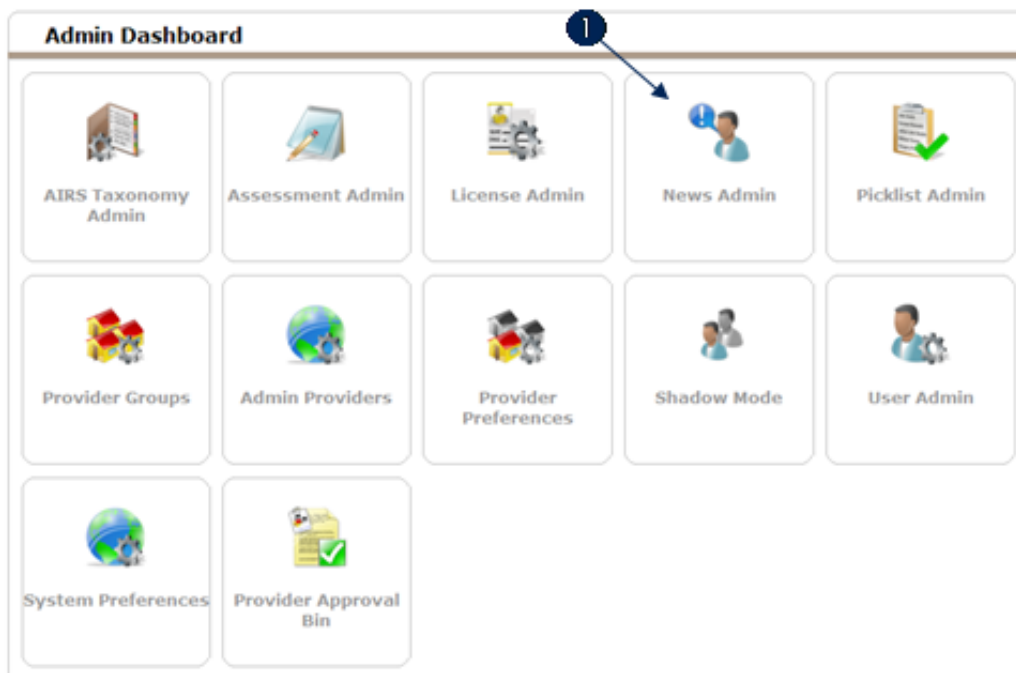 Admin Dashboard
1
AIRS Taxonomy
Admin
Assessment Admin
License Admin
News Admin
Picklist Admin
Provider Groups
Admin Providers
Provider
Preferences
Shadow Mode
User Admin
System Preferences
Provider Approval
Bin